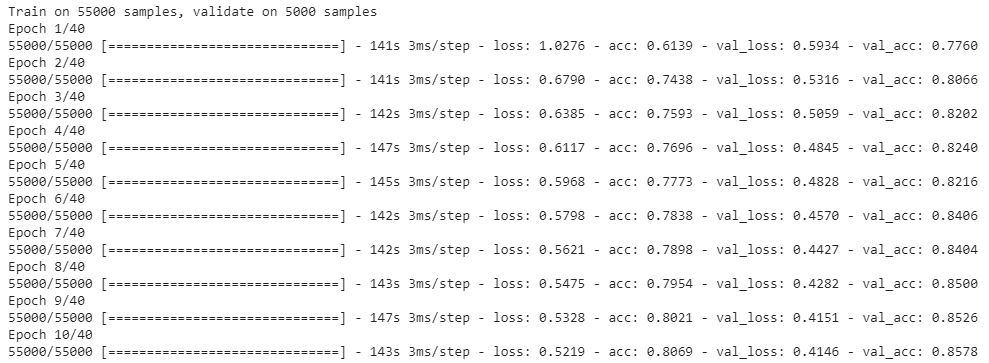 Train on 55000 samples, validate on 5000 samples
Epoch 1/40
55000/55000 [==============================] - 141s 3ms/step - loss: 1.0276 - acc: 0.6139 - val_loss: 0.5934 - val_acc: 0.7760
Epoch 2/40
55000/55000 [==============================] - 141s 3ms/step - loss: 0.6790 - acc: 0.7438 - val_loss: 0.5316 - val_acc: 0.8066
Epoch 3/40
55000/55000 [==============================] - 142s 3ms/step - loss: 0.6385 - acc: 0.7593 - val_loss: 0.5059 - val_acc: 0.8202
Epoch 4/40
55000/55000 [==============================] - 147s 3ms/step - loss: 0.6117 - acc: 0.7696 - val_loss: 0.4845 - val_acc: 0.8240
Epoch 5/40
55000/55000 [==============================] - 145s 3ms/step - loss: 0.5968 - acc: 0.7773 - val_loss: 0.4828 - val_acc: 0.8216
Epoch 6/40
55000/55000 [==============================] - 142s 3ms/step - loss: 0.5798 - acc: 0.7838 - val_loss: 0.4570 - val_acc: 0.8406
Epoch 7/40
55000/55000 [==============================] - 142s 3ms/step - loss: 0.5621 - acc: 0.7898 - val_loss: 0.4427 - val_acc: 0.8404
Epoch 8/40
55000/55000 [==============================] - 143s 3ms/step - loss: 0.5475 - acc: 0.7954 - val_loss: 0.4282 - val_acc: 0.8500
Epoch 9/40
55000/55000 [==============================] - 147s 3ms/step - loss: 0.5328 - acc: 0.8021 - val_loss: 0.4151 - val_acc: 0.8526
Epoch 10/40
55000/55000 [==============================] - 143s 3ms/step - loss: 0.5219 - acc: 0.8069 - val_loss: 0.4146 - val_acc: 0.8578